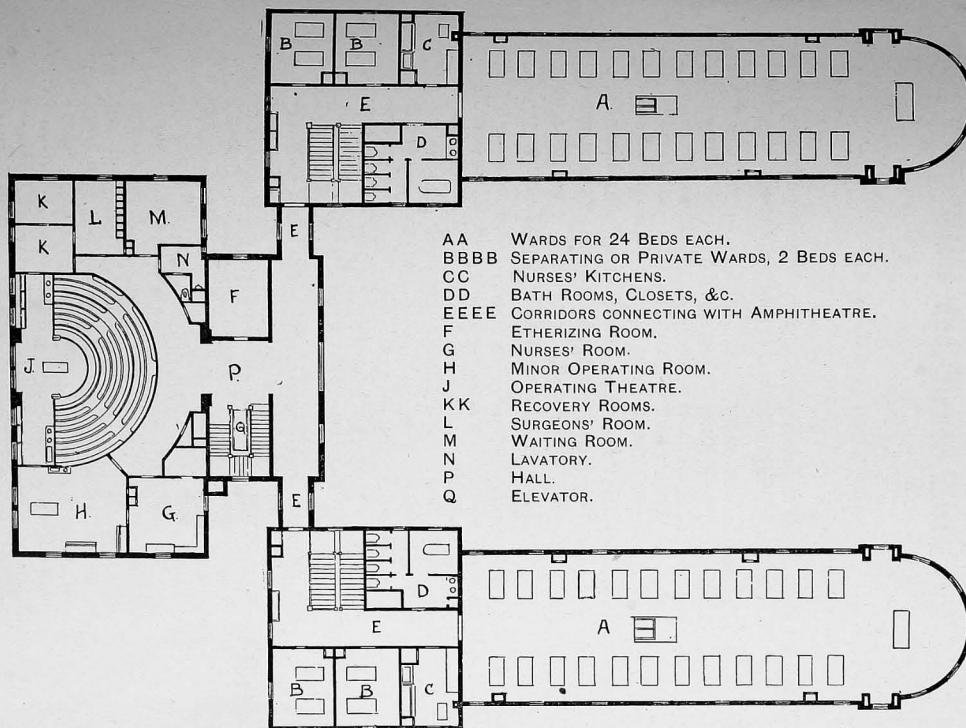 B
B
C
E
A.
D
E
K
L
M.
K
N
F
J.
P.
Q
H.
G.
E
AA WARDS FOR 24 BEDS EACH.
BBBB SEPARATING OR PRIVATE WARDS, 2 BEDS EACH.
CC NURSES' KITCHENS.
DD BATH ROOMS, CLOSETS, &C.
EEEE CORRIDORS CONNECTING WITH AMPHITHEATRE.
F ETHERIZING ROOM.
G NURSES' ROOM.
H MINOR OPERATING ROOM.
J OPERATING THEATRE.
KK RECOVERY ROOMS.
L SURGEONS' ROOM.
M WAITING ROOM.
N LAVATORY.
P HALL.
Q ELEVATOR.
D
E
A
B
B
C